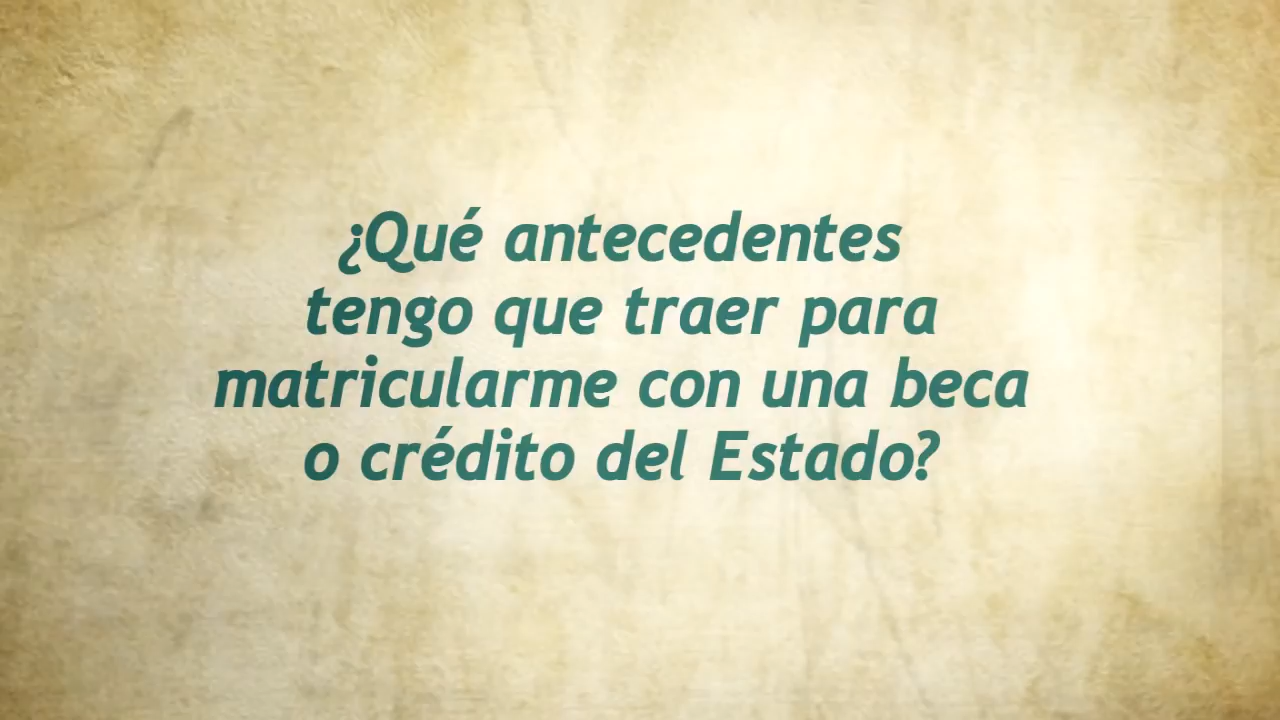 ¿Qué antecedentes
tengo que traer para
matricularme con una beca
o crédito del Estado?